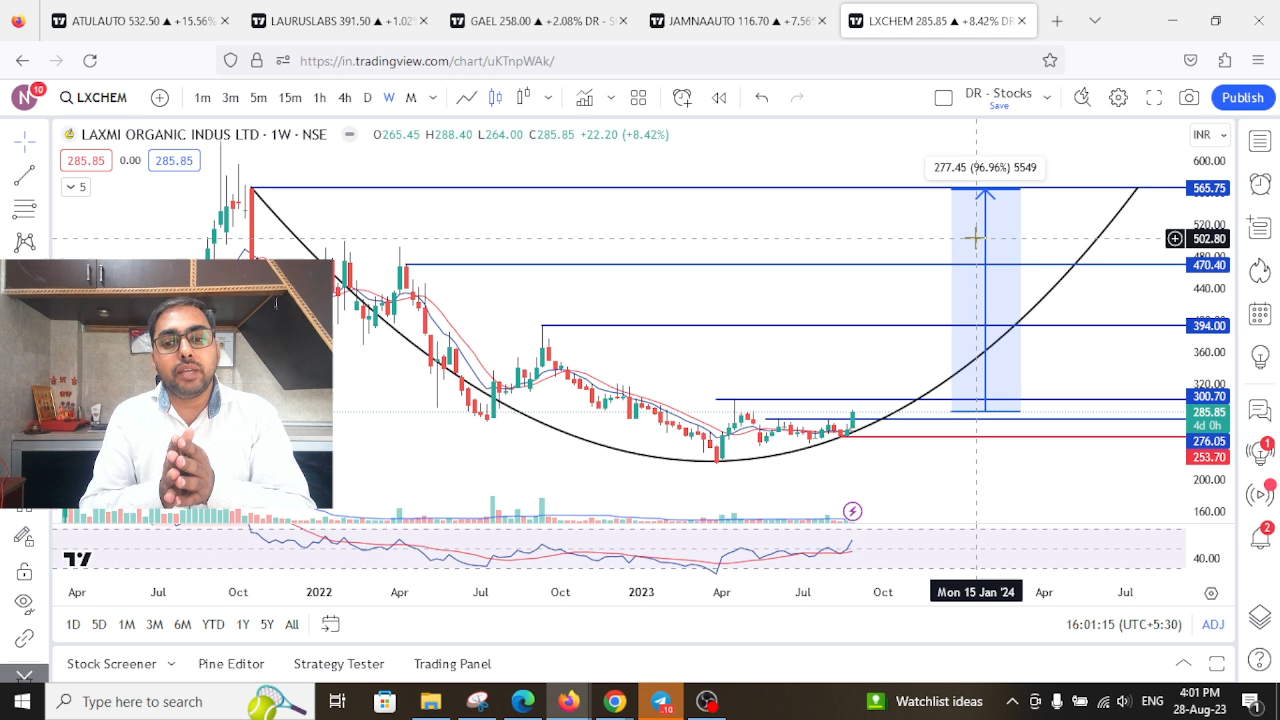 ATULAUTO 532.50 ▲ +15.56%
LAURUSLABS 391.50 ▲ +1.02
GAEL 258.00 ▲ +2.08% DR - S
JAMNAAUTO 116.70 ▲ +7.56%
LXCHEM 285.85 ▲ +8.42% DR
https://in.tradingview.com/chart/uKTnpWAk/
N 10 LXCHEM 1m 3m 5m 15m 1h 4h D W M DR - Stocks Save Publish
LAXMI ORGANIC INDUS LTD · 1W · NSE O265.45 H288.40 L264.00 C285.85 +22.20 (+8.42%) INR
285.85 0.00 285.85
5
277.45 (96.96%) 5549
600.00
565.75
520.00
502.80
470.40
440.00
394.00
360.00
320.00
300.70
285.85
4d 0h
276.05
253.70
200.00
160.00
40.00
1
2
Apr Jul Oct 2022 Apr Jul Oct 2023 Apr Jul Oct Mon 15 Jan '24 Apr Jul
1D 5D 1M 3M 6M YTD 1Y 5Y All 16:01:15 (UTC+5:30) ADJ
Stock Screener Pine Editor Strategy Tester Trading Panel
Type here to search .10 Watchlist ideas ENG 4:01 PM
28-Aug-23 1